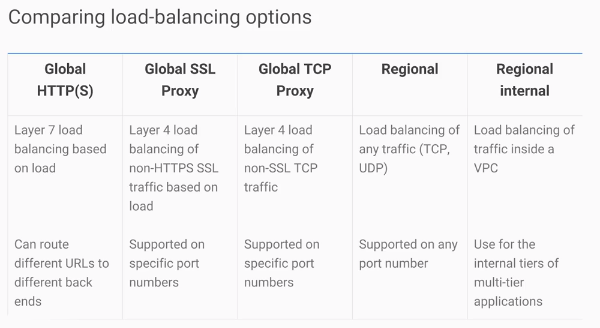 Comparing load-balancing options
Global
HTTP(S)
Global SSL
Proxy
Global TCP
Proxy
Regional
Regional
internal
Layer 7 load
balancing based
on load
Layer 4 load
balancing of
non-HTTPS SSL
traffic based on
load
Layer 4 load
balancing of
non-SSL TCP
traffic
Load balancing of
any traffic (TCP,
UDP)
Load balancing of
traffic inside a
VPC
Can route
different URLs to
different back
ends
Supported on
specific port
numbers
Supported on
specific port
numbers
Supported on any
port number
Use for the
internal tiers of
multi-tier
applications